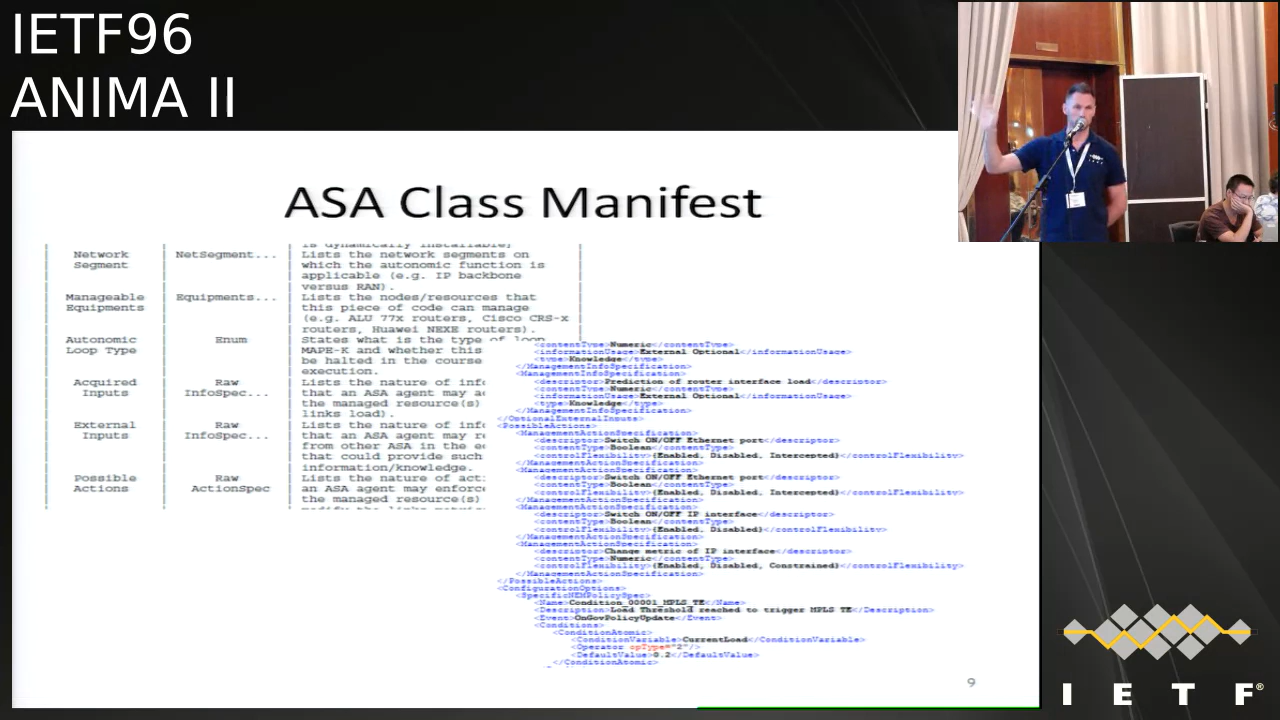 IETF96
ANIMA II
ASA Class Manifest
is dynamically installable)
Network | NetSegment... | Lists the network segments on
Segment | | which the autonomic function is
applicable (e.g. IP backbone
versus RAN).
Manageable | Equipments... | Lists the nodes/resources that
Equipments | | this piece of code can manage
(e.g. ALU 77x routers, Cisco CRS-x
routers, Huawei NEXE routers).
Autonomic | Enum | States what is the type of loop
Loop Type | | MAPE-K and whether this
be halted in the course
execution.
Acquired | Raw | Lists the nature of info
Inputs | InfoSpec... | that an ASA agent may
the managed resource(s)
links load).
External | Raw | Lists the nature of info
Inputs | InfoSpec... | that an ASA agent may
from other ASA in the
that could provide such
information/knowledge.
Possible | Raw | Lists the nature of
Actions | ActionSpec | an ASA agent may enforce
the managed resource(s)
<contentType>Numeric</contentType>
<informationUsage>External Optional</informationUsage>
<type>Knowledge</type>
</ManagementInfoSpecification>
<ManagementInfoSpecification>
<descriptor>Prediction of router interface load</descriptor>
<contentType>Numeric</contentType>
<informationUsage>External Optional</informationUsage>
<type>Knowledge</type>
</ManagementInfoSpecification>
</OptionalExternalInputs>
<PossibleActions>
<ManagementActionSpecification>
<descriptor>Switch ON/OFF Ethernet port</descriptor>
<contentType>Boolean</contentType>
<controlFlexibility>{Enabled, Disabled, Intercepted}</controlFlexibility>
</ManagementActionSpecification>
<ManagementActionSpecification>
<descriptor>Switch ON/OFF Ethernet port</descriptor>
<contentType>Boolean</contentType>
<controlFlexibility>{Enabled, Disabled, Intercepted}</controlFlexibility>
</ManagementActionSpecification>
<ManagementActionSpecification>
<descriptor>Switch ON/OFF IP interface</descriptor>
<contentType>Boolean</contentType>
<controlFlexibility>{Enabled, Disabled}</controlFlexibility>
</ManagementActionSpecification>
<ManagementActionSpecification>
<descriptor>Change metric of IP interface</descriptor>
<contentType>Numeric</contentType>
<controlFlexibility>{Enabled, Disabled, Constrained}</controlFlexibility>
</ManagementActionSpecification>
</PossibleActions>
<ConfigurationOptions>
<SpecificNEMPolicySpec>
<Name>Condition_00001_MPLS_TE</Name>
<Description>Load Threshold reached to trigger MPLS TE</Description>
<Event>OnGovPolicyUpdate</Event>
<Conditions>
<ConditionAtomic>
<ConditionVariable>CurrentLoad</ConditionVariable>
<Operator opType="2"/>
<DefaultValue>0.2</DefaultValue>
</ConditionAtomic>
9
IETF®